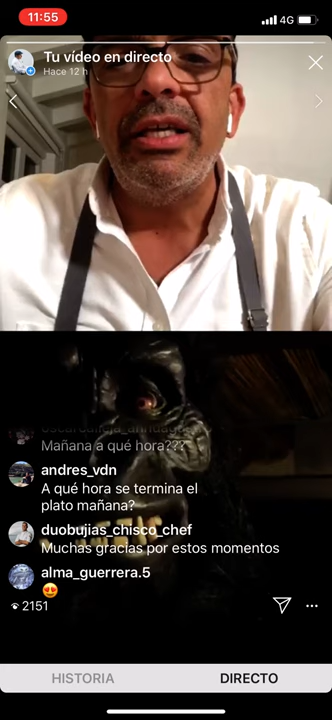 11:55
4G
Tu vídeo en directo
Hace 12 h
Mañana a qué hora???
andres_vdn
A qué hora se termina el
plato mañana?
duobujias_chisco_chef
Muchas gracias por estos momentos
alma_guerrera.5
2151
HISTORIA
DIRECTO